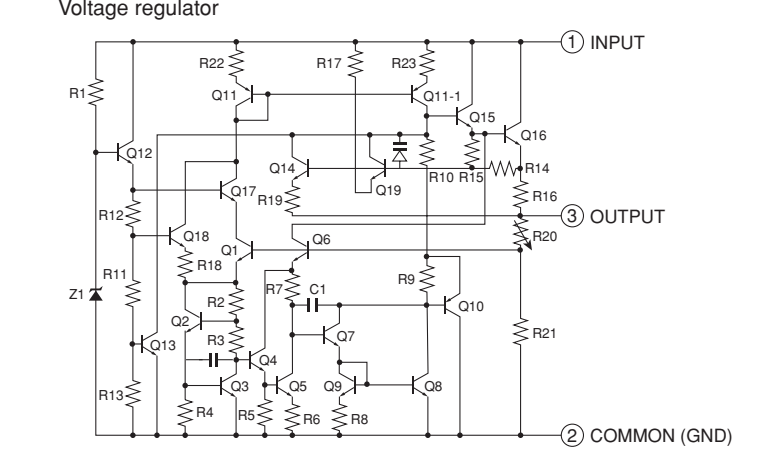 Voltage regulator
1 INPUT
R22
R17
R23
R1
Q11
Q11-1
Q15
Q16
Q12
Q14
Q19
R10
R15
R14
Q17
R19
R16
R12
3 OUTPUT
Q18
Q1
Q6
R20
R18
R11
R7
C1
R9
Z1
R2
Q10
Q2
R3
Q7
R21
Q13
Q4
Q3
Q5
Q9
Q8
R13
R4
R5
R6
R8
2 COMMON (GND)